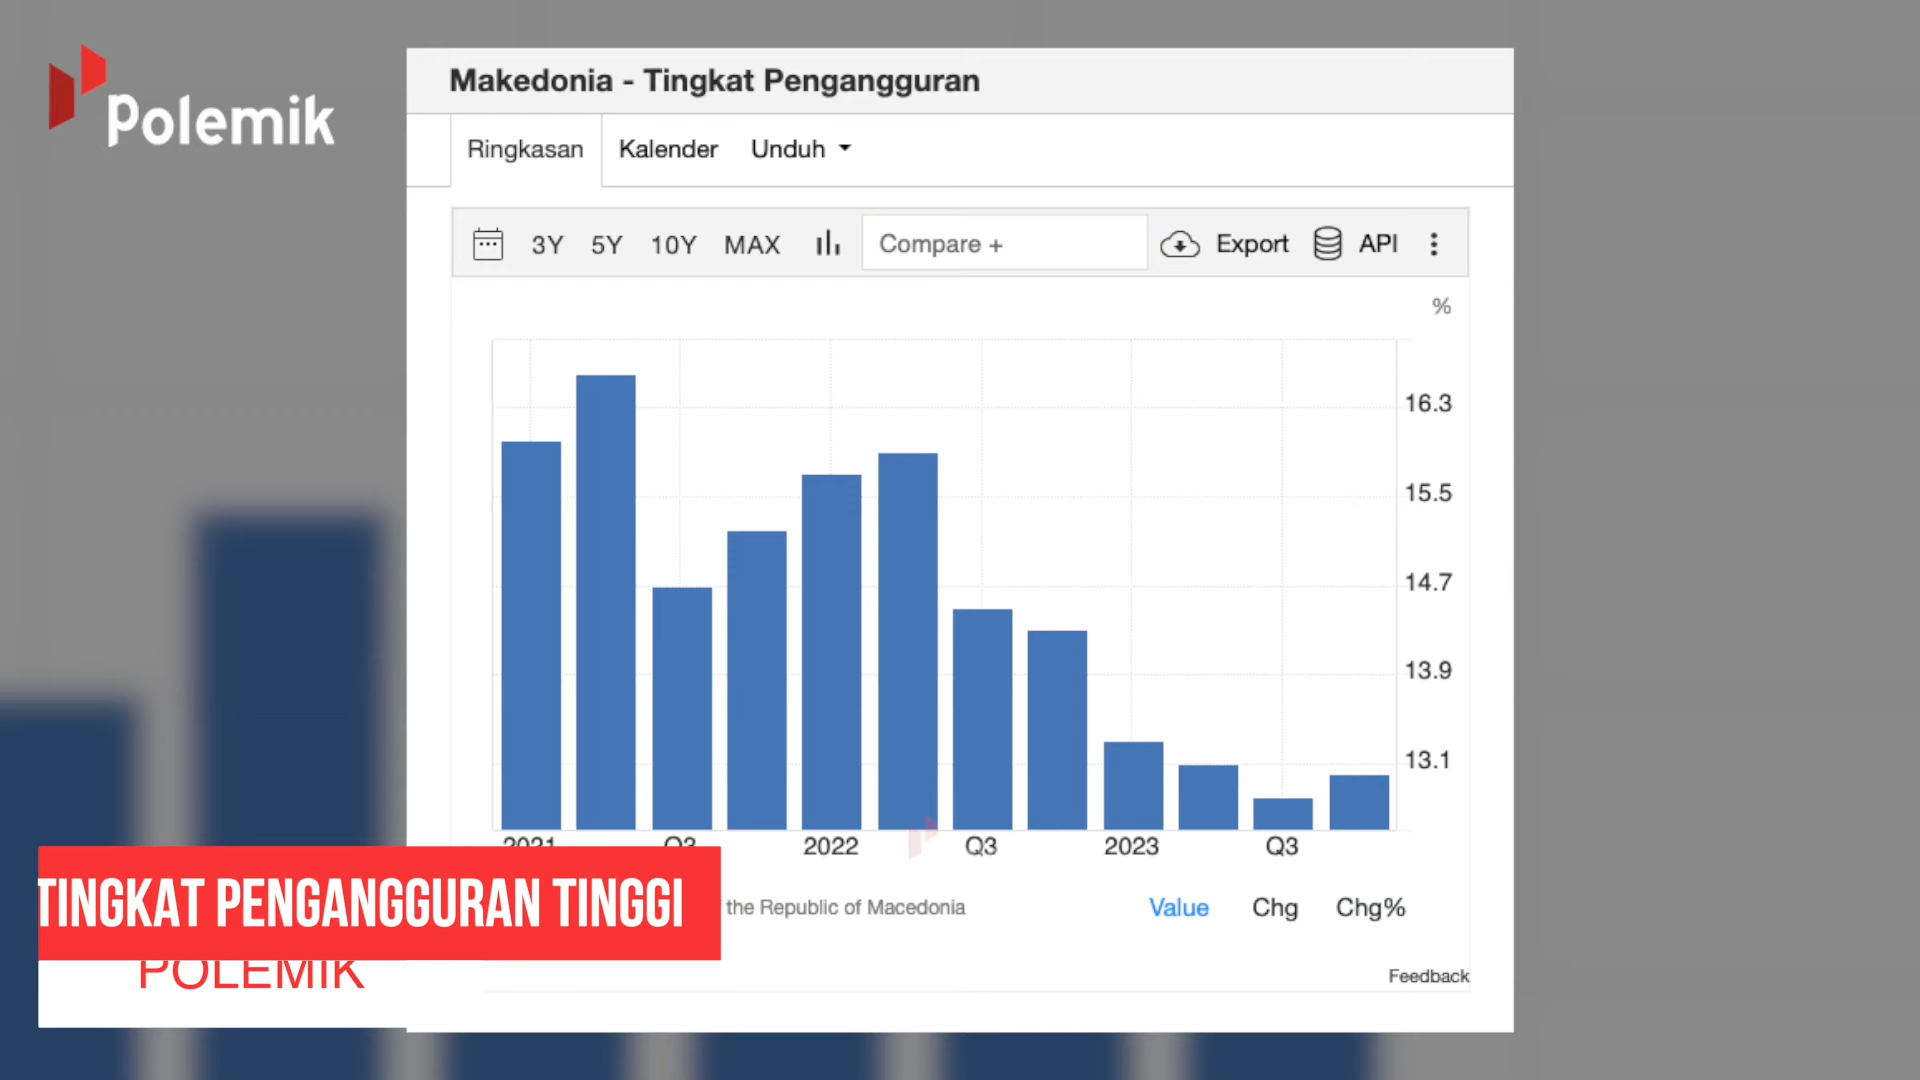 Polemik
Makedonia - Tingkat Pengangguran
Ringkasan Kalender Unduh
3Y 5Y 10Y MAX Compare + Export API
%
16.3
15.5
14.7
13.9
13.1
2021 Q3 2022 Q3 2023 Q3
TINGKAT PENGANGGURAN TINGGI
the Republic of Macedonia Value Chg Chg%
POLEMIK
Feedback